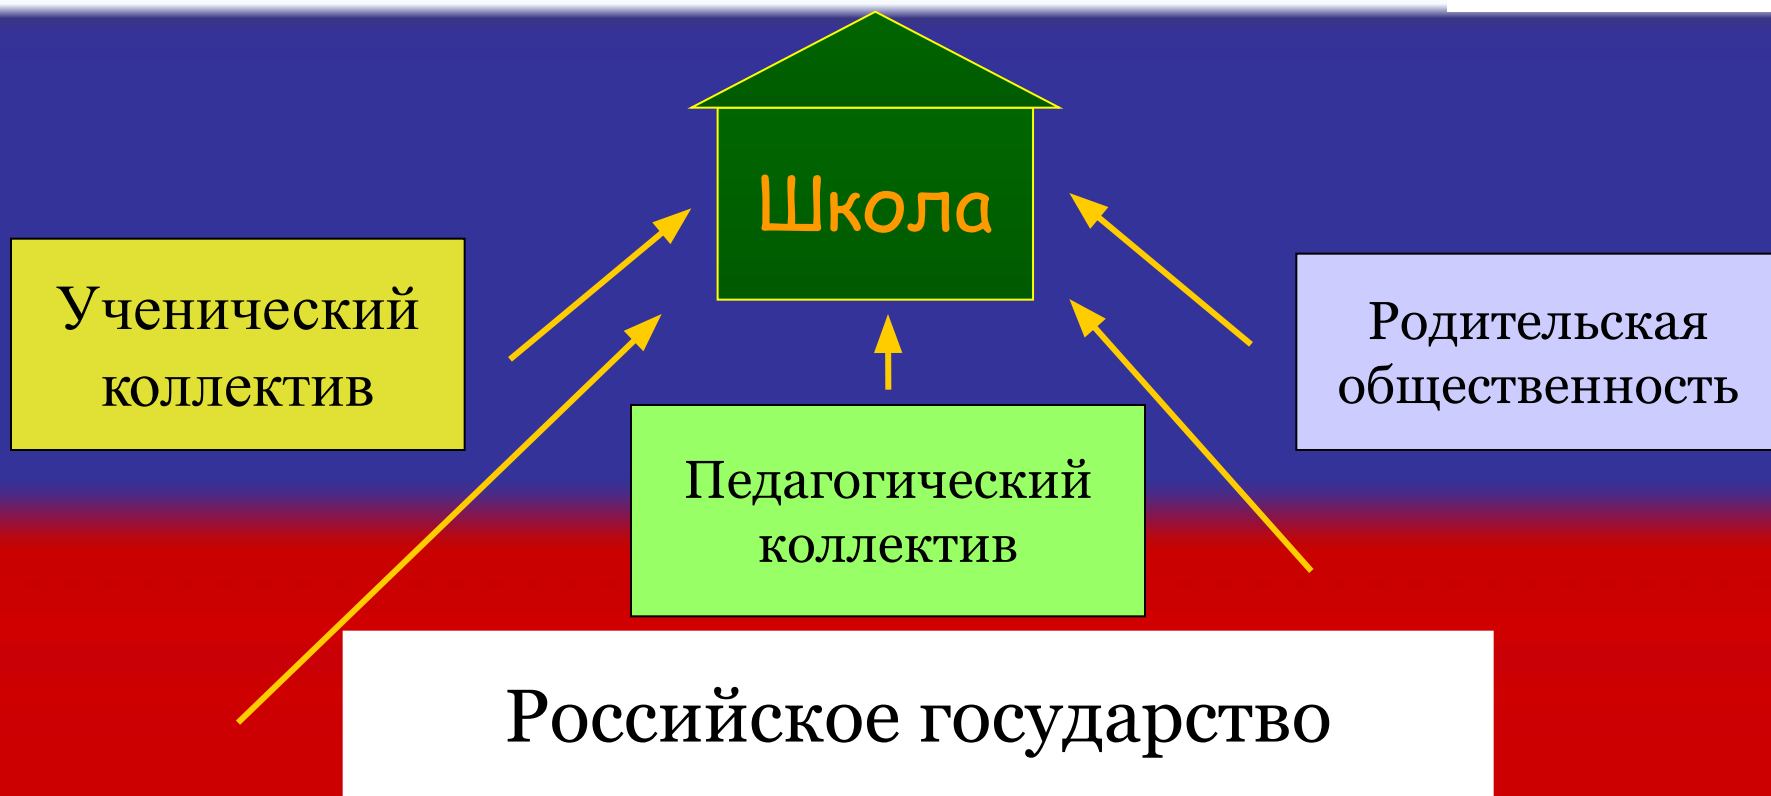 Школа
Ученический
коллектив
Родительская
общественность
Педагогический
коллектив
Российское государство